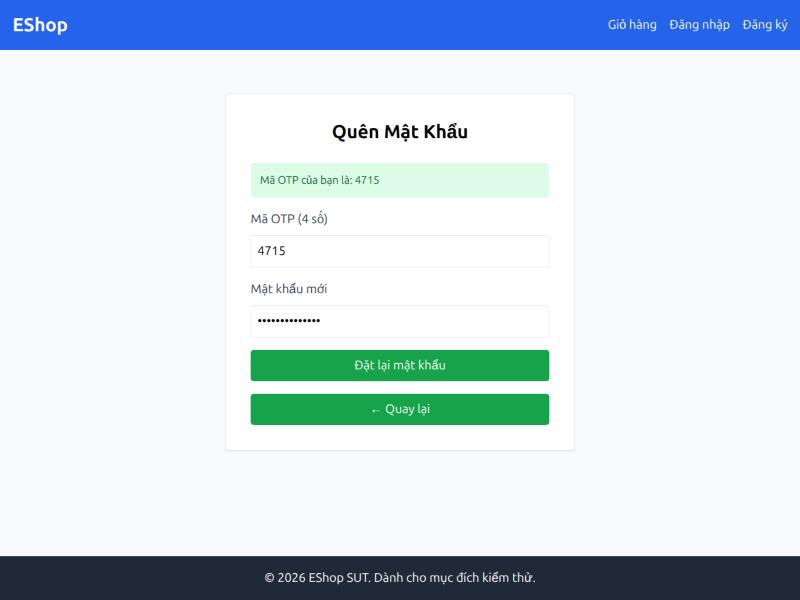 EShop
Giỏ hàng Đăng nhập Đăng ký
Quên Mật Khẩu
Mã OTP của bạn là: 4715
Mã OTP (4 số)
4715
Mật khẩu mới
••••••••••••••
Đặt lại mật khẩu
← Quay lại
© 2026 EShop SUT. Dành cho mục đích kiểm thử.